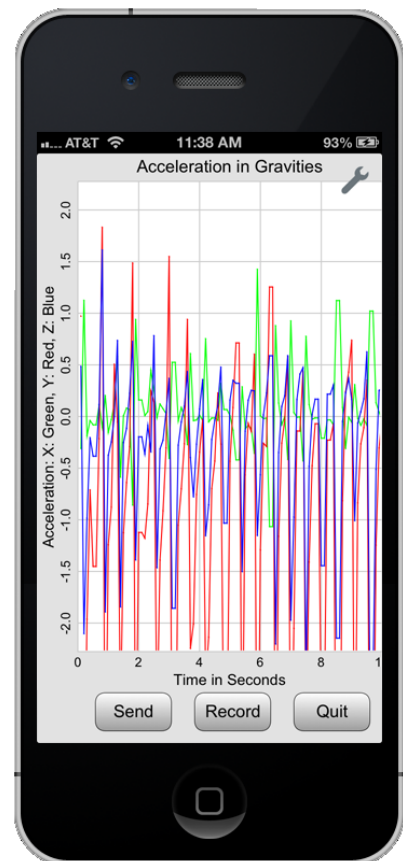 AT&T 11:38 AM 93%
Acceleration in Gravities
Acceleration: X: Green, Y: Red, Z: Blue
2.0
1.5
1.0
0.5
0.0
-0.5
-1.0
-1.5
-2.0
0 2 4 6 8 1
Time in Seconds
Send Record Quit